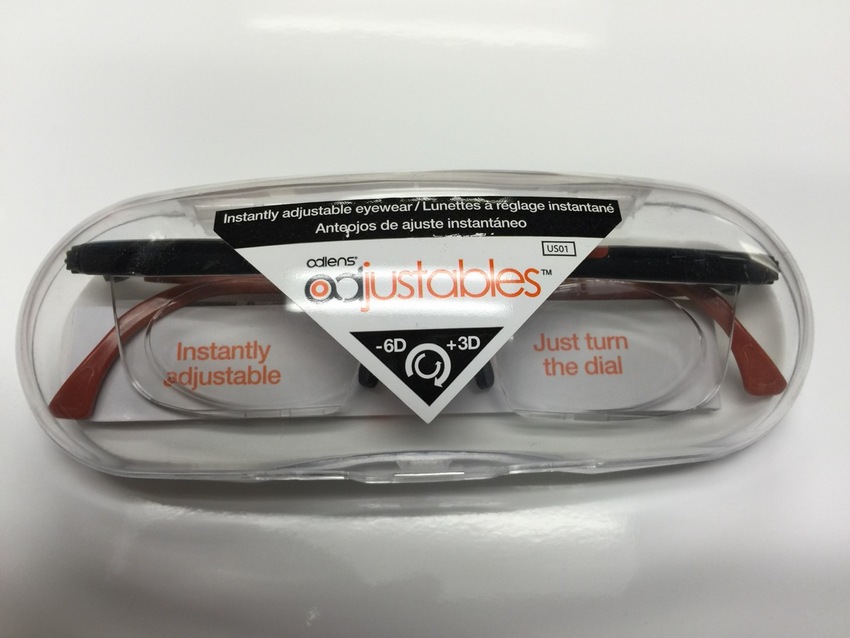 Instantly adjustable eyewear / Lunettes à réglage instantané
Anteojos de ajuste instantáneo
US01
adlens®
adjustables™
-6D +3D
Instantly
adjustable
Just turn
the dial